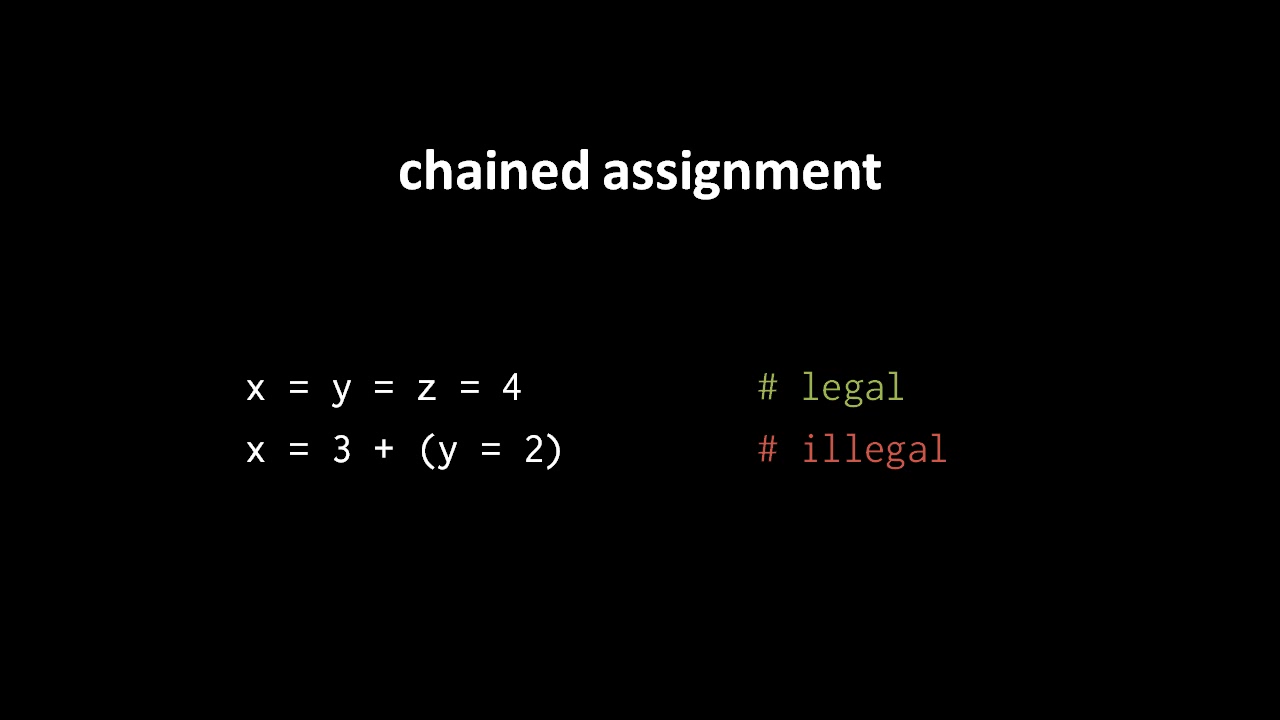 chained assignment
x = y = z = 4 # legal
x = 3 + (y = 2) # illegal